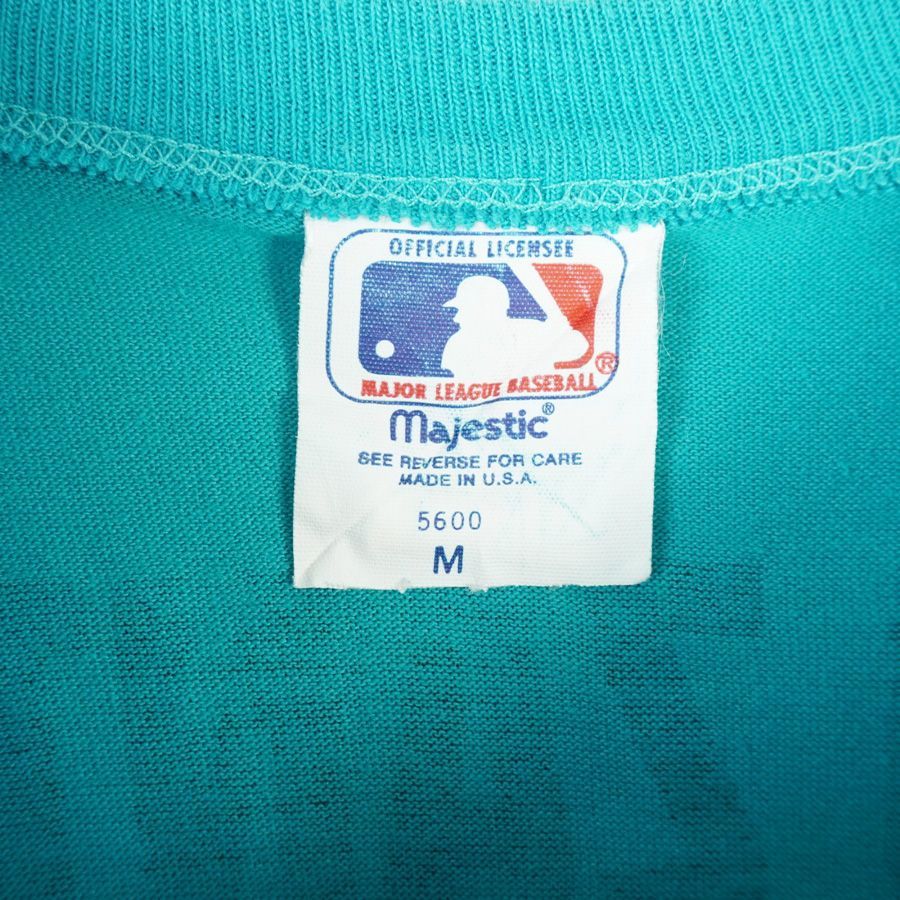 OFFICIAL LICENSEE
MAJOR LEAGUE BASEBALL®
Majestic®
SEE REVERSE FOR CARE
MADE IN U.S.A.
5600
M